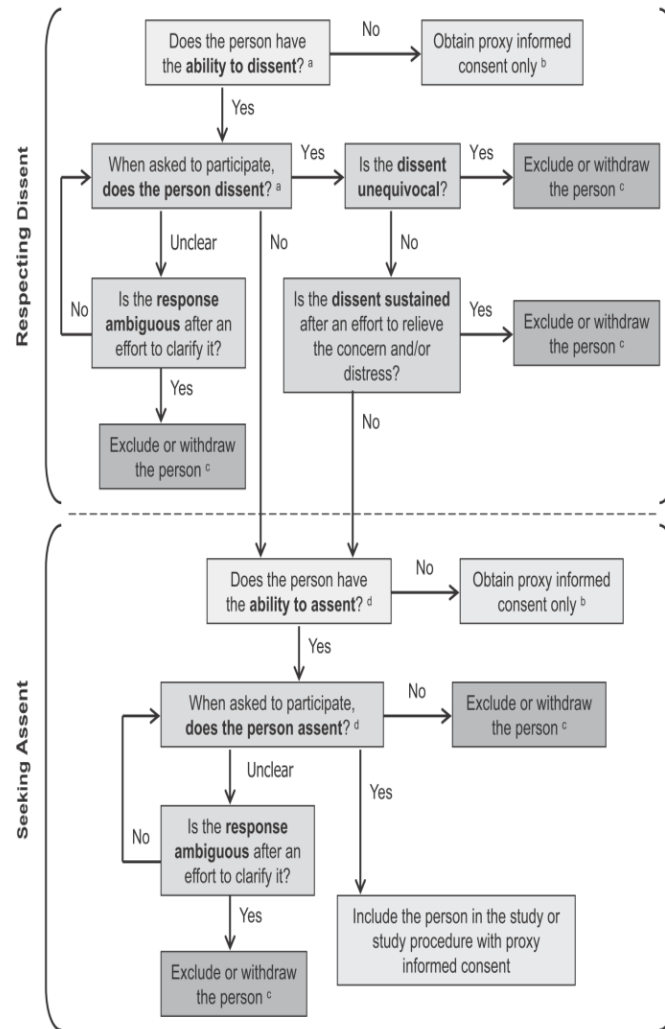 Respecting Dissent
Does the person have
the ability to dissent? a
No
Obtain proxy informed
consent only b
Yes
When asked to participate,
does the person dissent? a
Yes
Is the dissent
unequivocal?
Yes
Exclude or withdraw
the person c
Unclear
No
No
No
Is the response
ambiguous after an
effort to clarify it?
Is the dissent sustained
after an effort to relieve
the concern and/or
distress?
Yes
Exclude or withdraw
the person c
Yes
No
Exclude or withdraw
the person c
Seeking Assent
Does the person have
the ability to assent? d
No
Obtain proxy informed
consent only b
Yes
When asked to participate,
does the person assent? d
No
Exclude or withdraw
the person c
Unclear
Yes
No
Is the response
ambiguous after an
effort to clarify it?
Yes
Include the person in the study or
study procedure with proxy
informed consent
Exclude or withdraw
the person c